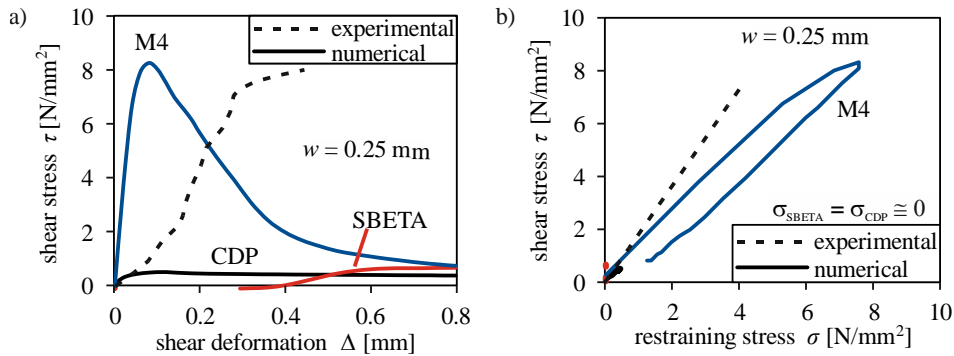 a)
10
8
6
4
2
0
shear stress τ [N/mm²]
M4
experimental
numerical
w = 0.25 mm
SBETA
CDP
0
0.2
0.4
0.6
0.8
shear deformation Δ [mm]
b)
10
8
6
4
2
0
shear stress τ [N/mm²]
w = 0.25 mm
M4
σSBETA = σCDP ≅ 0
experimental
numerical
0
2
4
6
8
10
restraining stress σ [N/mm²]